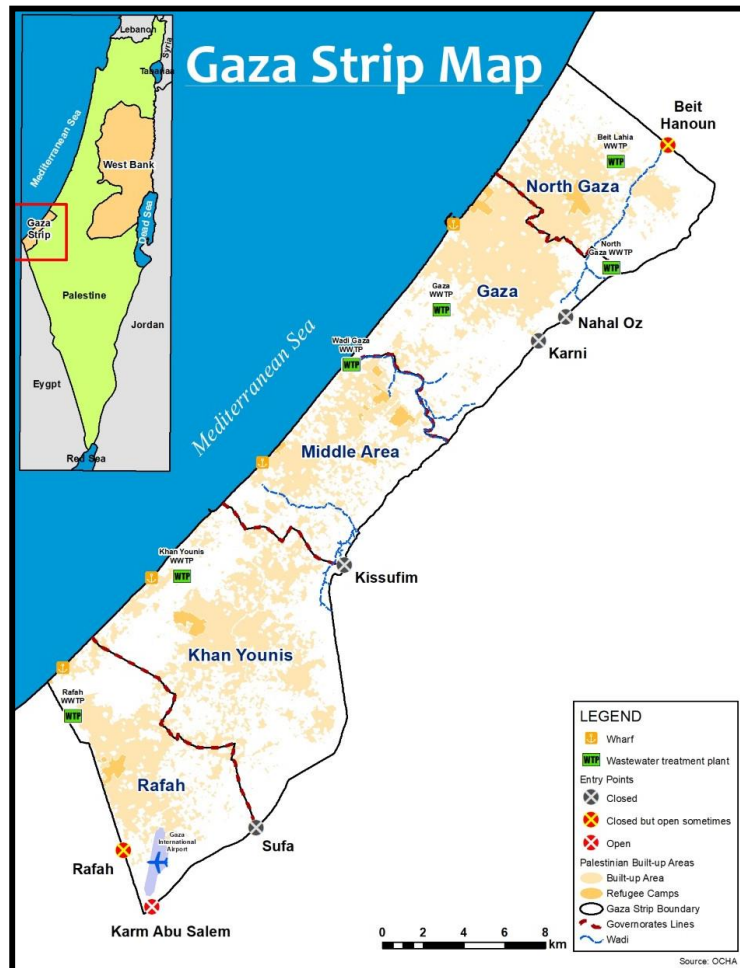 Gaza Strip Map
Lebanon
Syria
Mediterranean Sea
West Bank
Gaza
Strip
Dead Sea
Palestine
Jordan
Eygpt
Red Sea
Beit
Hanoun
Beit Lahia
WWTP
WTP
North Gaza
North
Gaza WWTP
WTP
Gaza
Gaza
WWTP
WTP
Nahal Oz
Karni
Mediterranean Sea
Wadi Gaza
WWTP
WTP
Middle Area
Khan Younis
WWTP
WTP
Kissufim
Khan Younis
Rafah
WWTP
WTP
Rafah
Gaza
International
Airport
Sufa
Rafah
Karm Abu Salem
0 2 4 6 8
km
LEGEND
Wharf
WTP Wastewater treatment plant
Entry Points
Closed
Closed but open sometimes
Open
Palestinian Built-up Areas
Built-up Area
Refugee Camps
Gaza Strip Boundary
Governorates Lines
Wadi
Source: OCHA